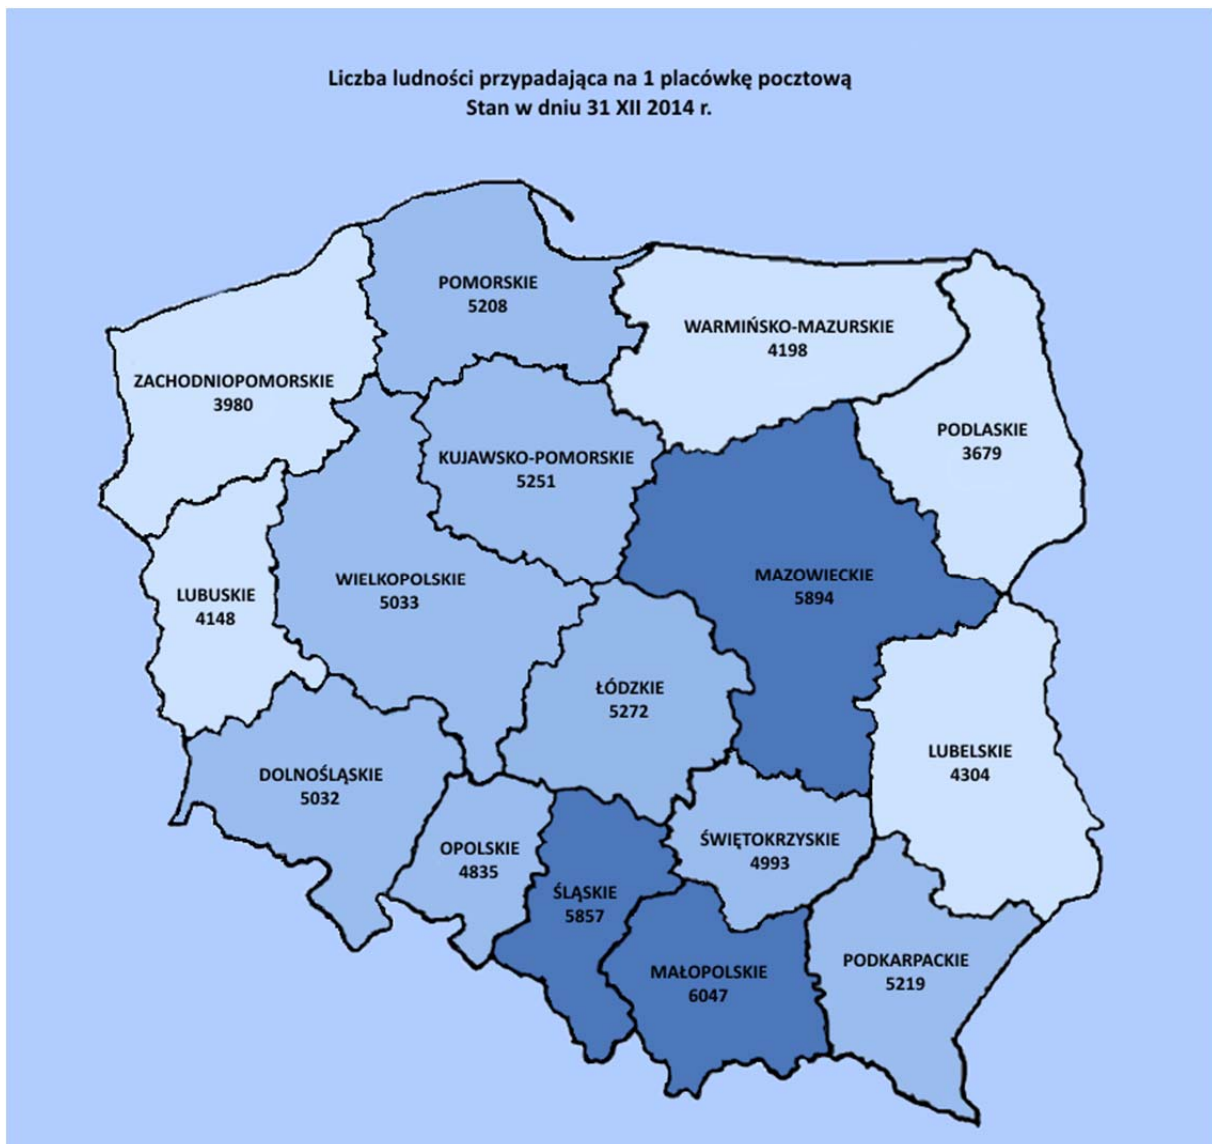 Liczba ludności przypadająca na 1 placówkę pocztową
Stan w dniu 31 XII 2014 r.
POMORSKIE
5208
WARMIŃSKO-MAZURSKIE
4198
ZACHODNIOPOMORSKIE
3980
PODLASKIE
3679
KUJAWSKO-POMORSKIE
5251
MAZOWIECKIE
5894
WIELKOPOLSKIE
5033
LUBUSKIE
4148
ŁÓDZKIE
5272
LUBELSKIE
4304
DOLNOŚLĄSKIE
5032
ŚWIĘTOKRZYSKIE
4993
OPOLSKIE
4835
ŚLĄSKIE
5857
PODKARPACKIE
5219
MAŁOPOLSKIE
6047